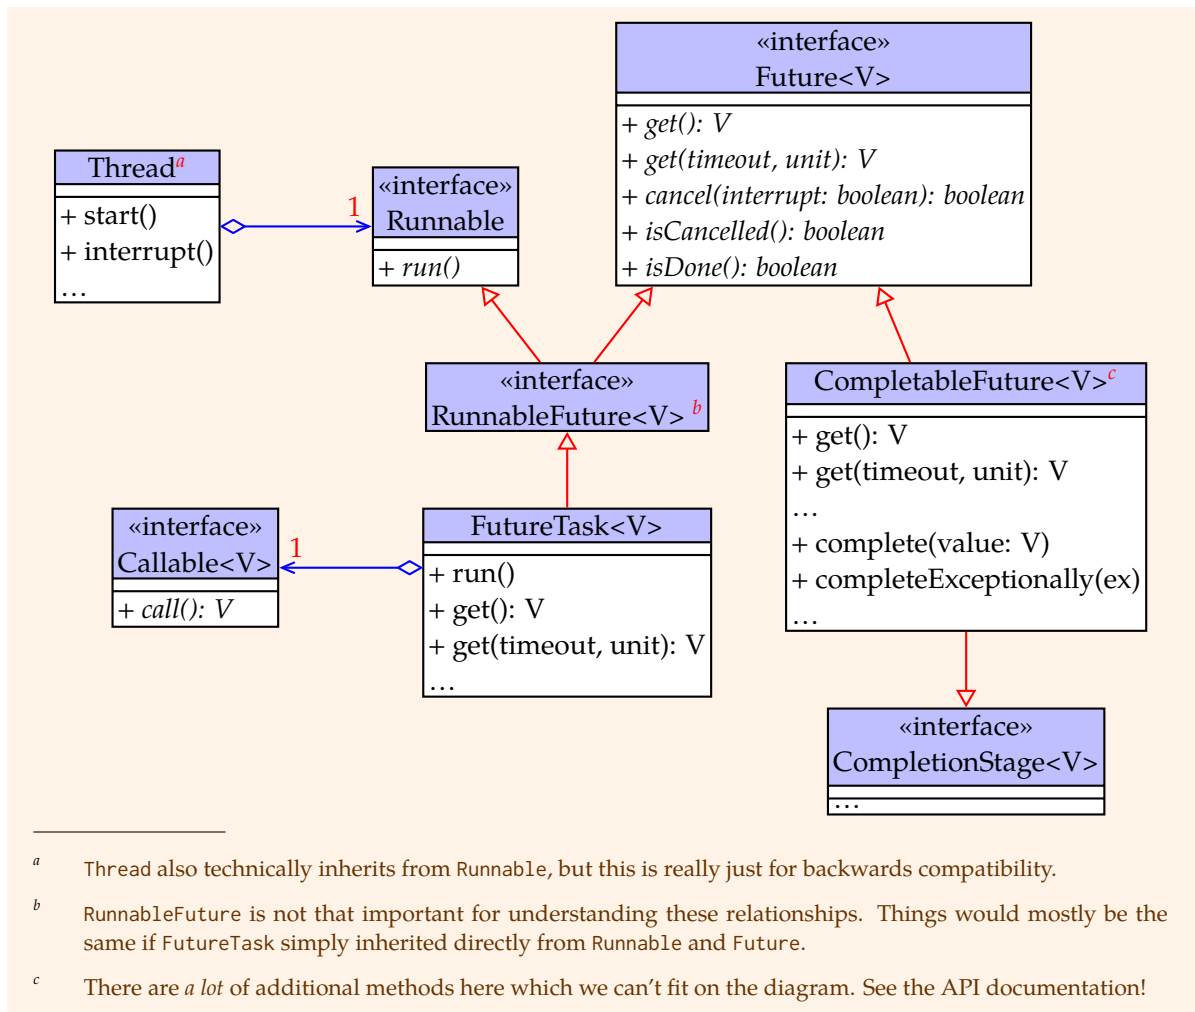 «interface»
Future<V>
+ get(): V
+ get(timeout, unit): V
+ cancel(interrupt: boolean): boolean
+ isCancelled(): boolean
+ isDone(): boolean
Thread a
+ start()
+ interrupt()
...
1
«interface»
Runnable
+ run()
«interface»
RunnableFuture<V> b
CompletableFuture<V> c
+ get(): V
+ get(timeout, unit): V
...
+ complete(value: V)
+ completeExceptionally(ex)
...
«interface»
Callable<V>
+ call(): V
1
FutureTask<V>
+ run()
+ get(): V
+ get(timeout, unit): V
...
«interface»
CompletionStage<V>
...
a Thread also technically inherits from Runnable, but this is really just for backwards compatibility.
b RunnableFuture is not that important for understanding these relationships. Things would mostly be the
same if FutureTask simply inherited directly from Runnable and Future.
c There are a lot of additional methods here which we can't fit on the diagram. See the API documentation!